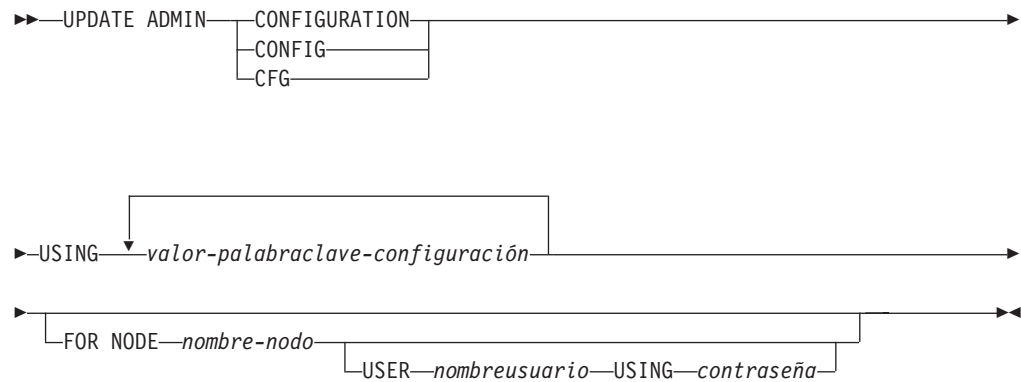 UPDATE ADMIN CONFIGURATION
CONFIG
CFG
USING valor-palabraclave-configuración
FOR NODE nombre-nodo
USER nombreusuario USING contraseña